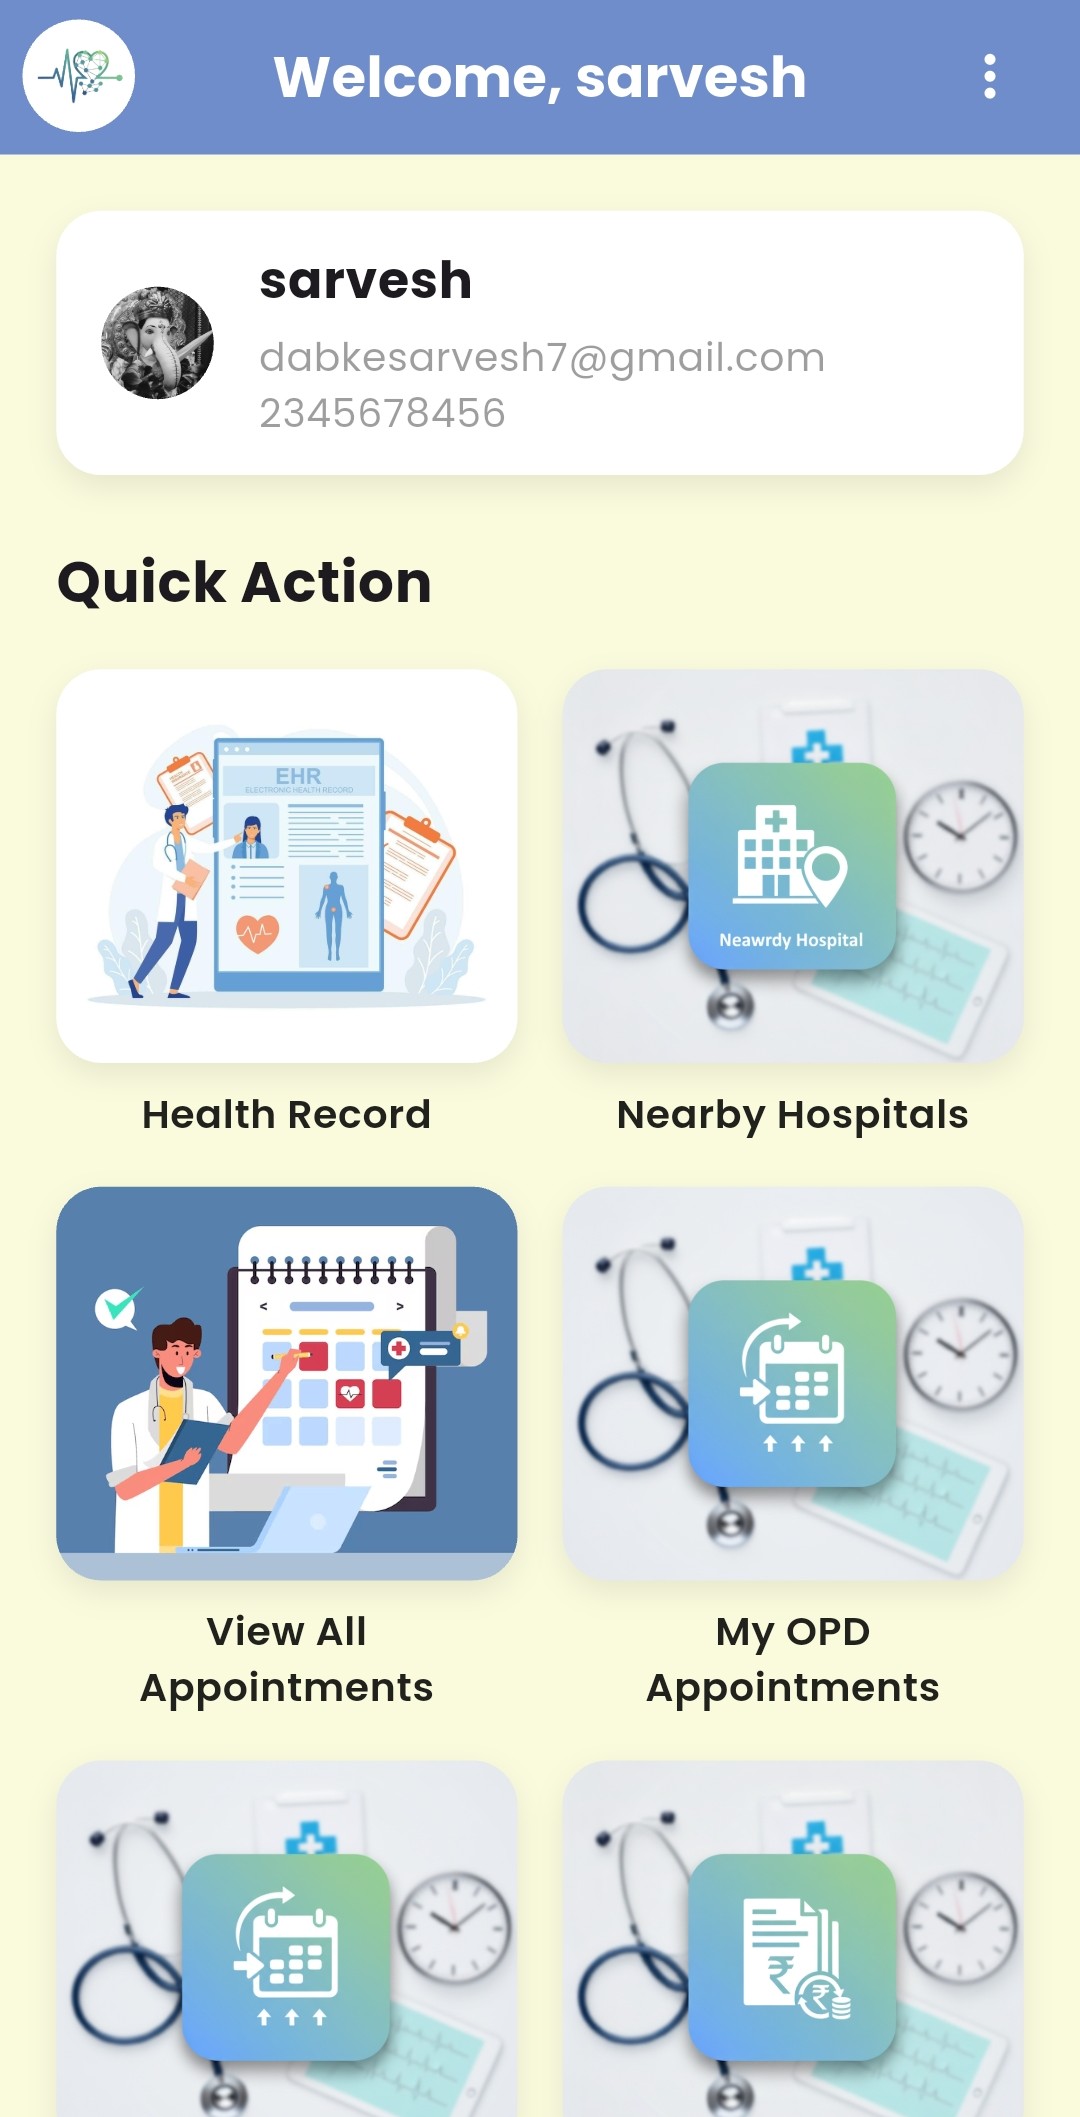 Welcome, sarvesh
sarvesh
dabkesarvesh7@gmail.com
2345678456
Quick Action
EHR
ELECTRONIC HEALTH RECORD
Neawrdy Hospital
Health Record
Nearby Hospitals
View All
Appointments
My OPD
Appointments